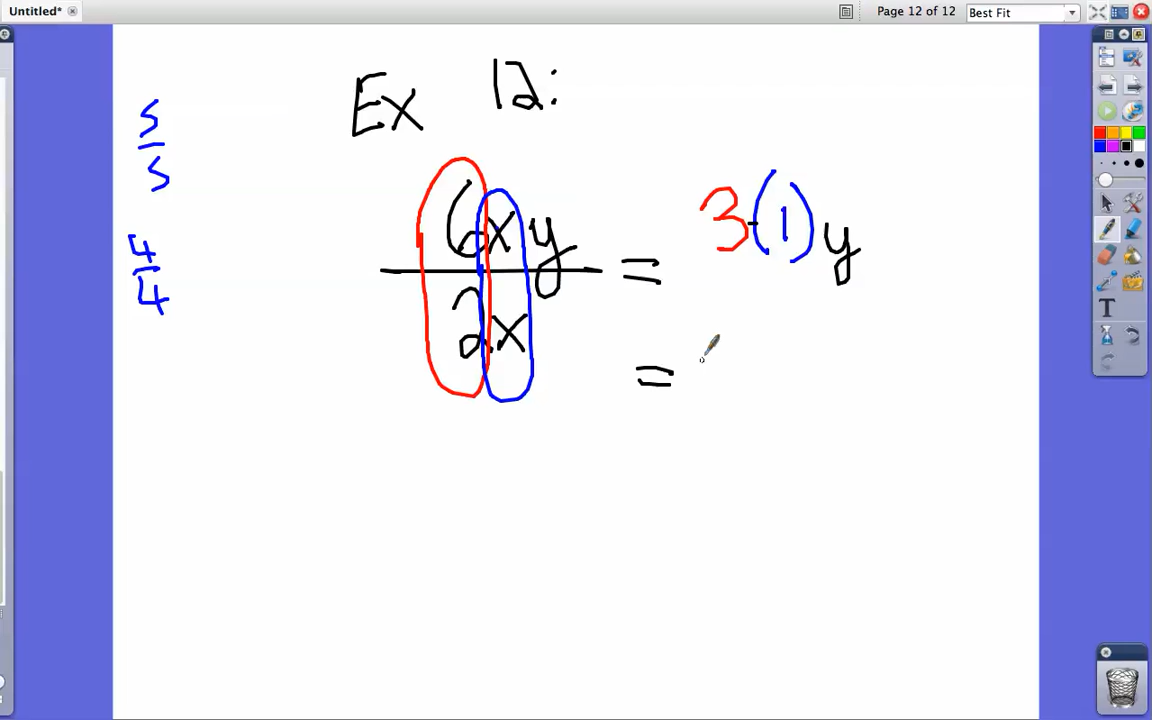 Untitled*
Page 12 of 12
Best Fit
Ex 12:
5
5
4
4
6xy
2x
= 3·(1)y
=
T